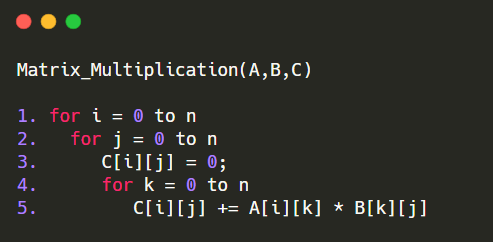 Matrix_Multiplication(A,B,C)
1. for i = 0 to n
2. for j = 0 to n
3. C[i][j] = 0;
4. for k = 0 to n
5. C[i][j] += A[i][k] * B[k][j]